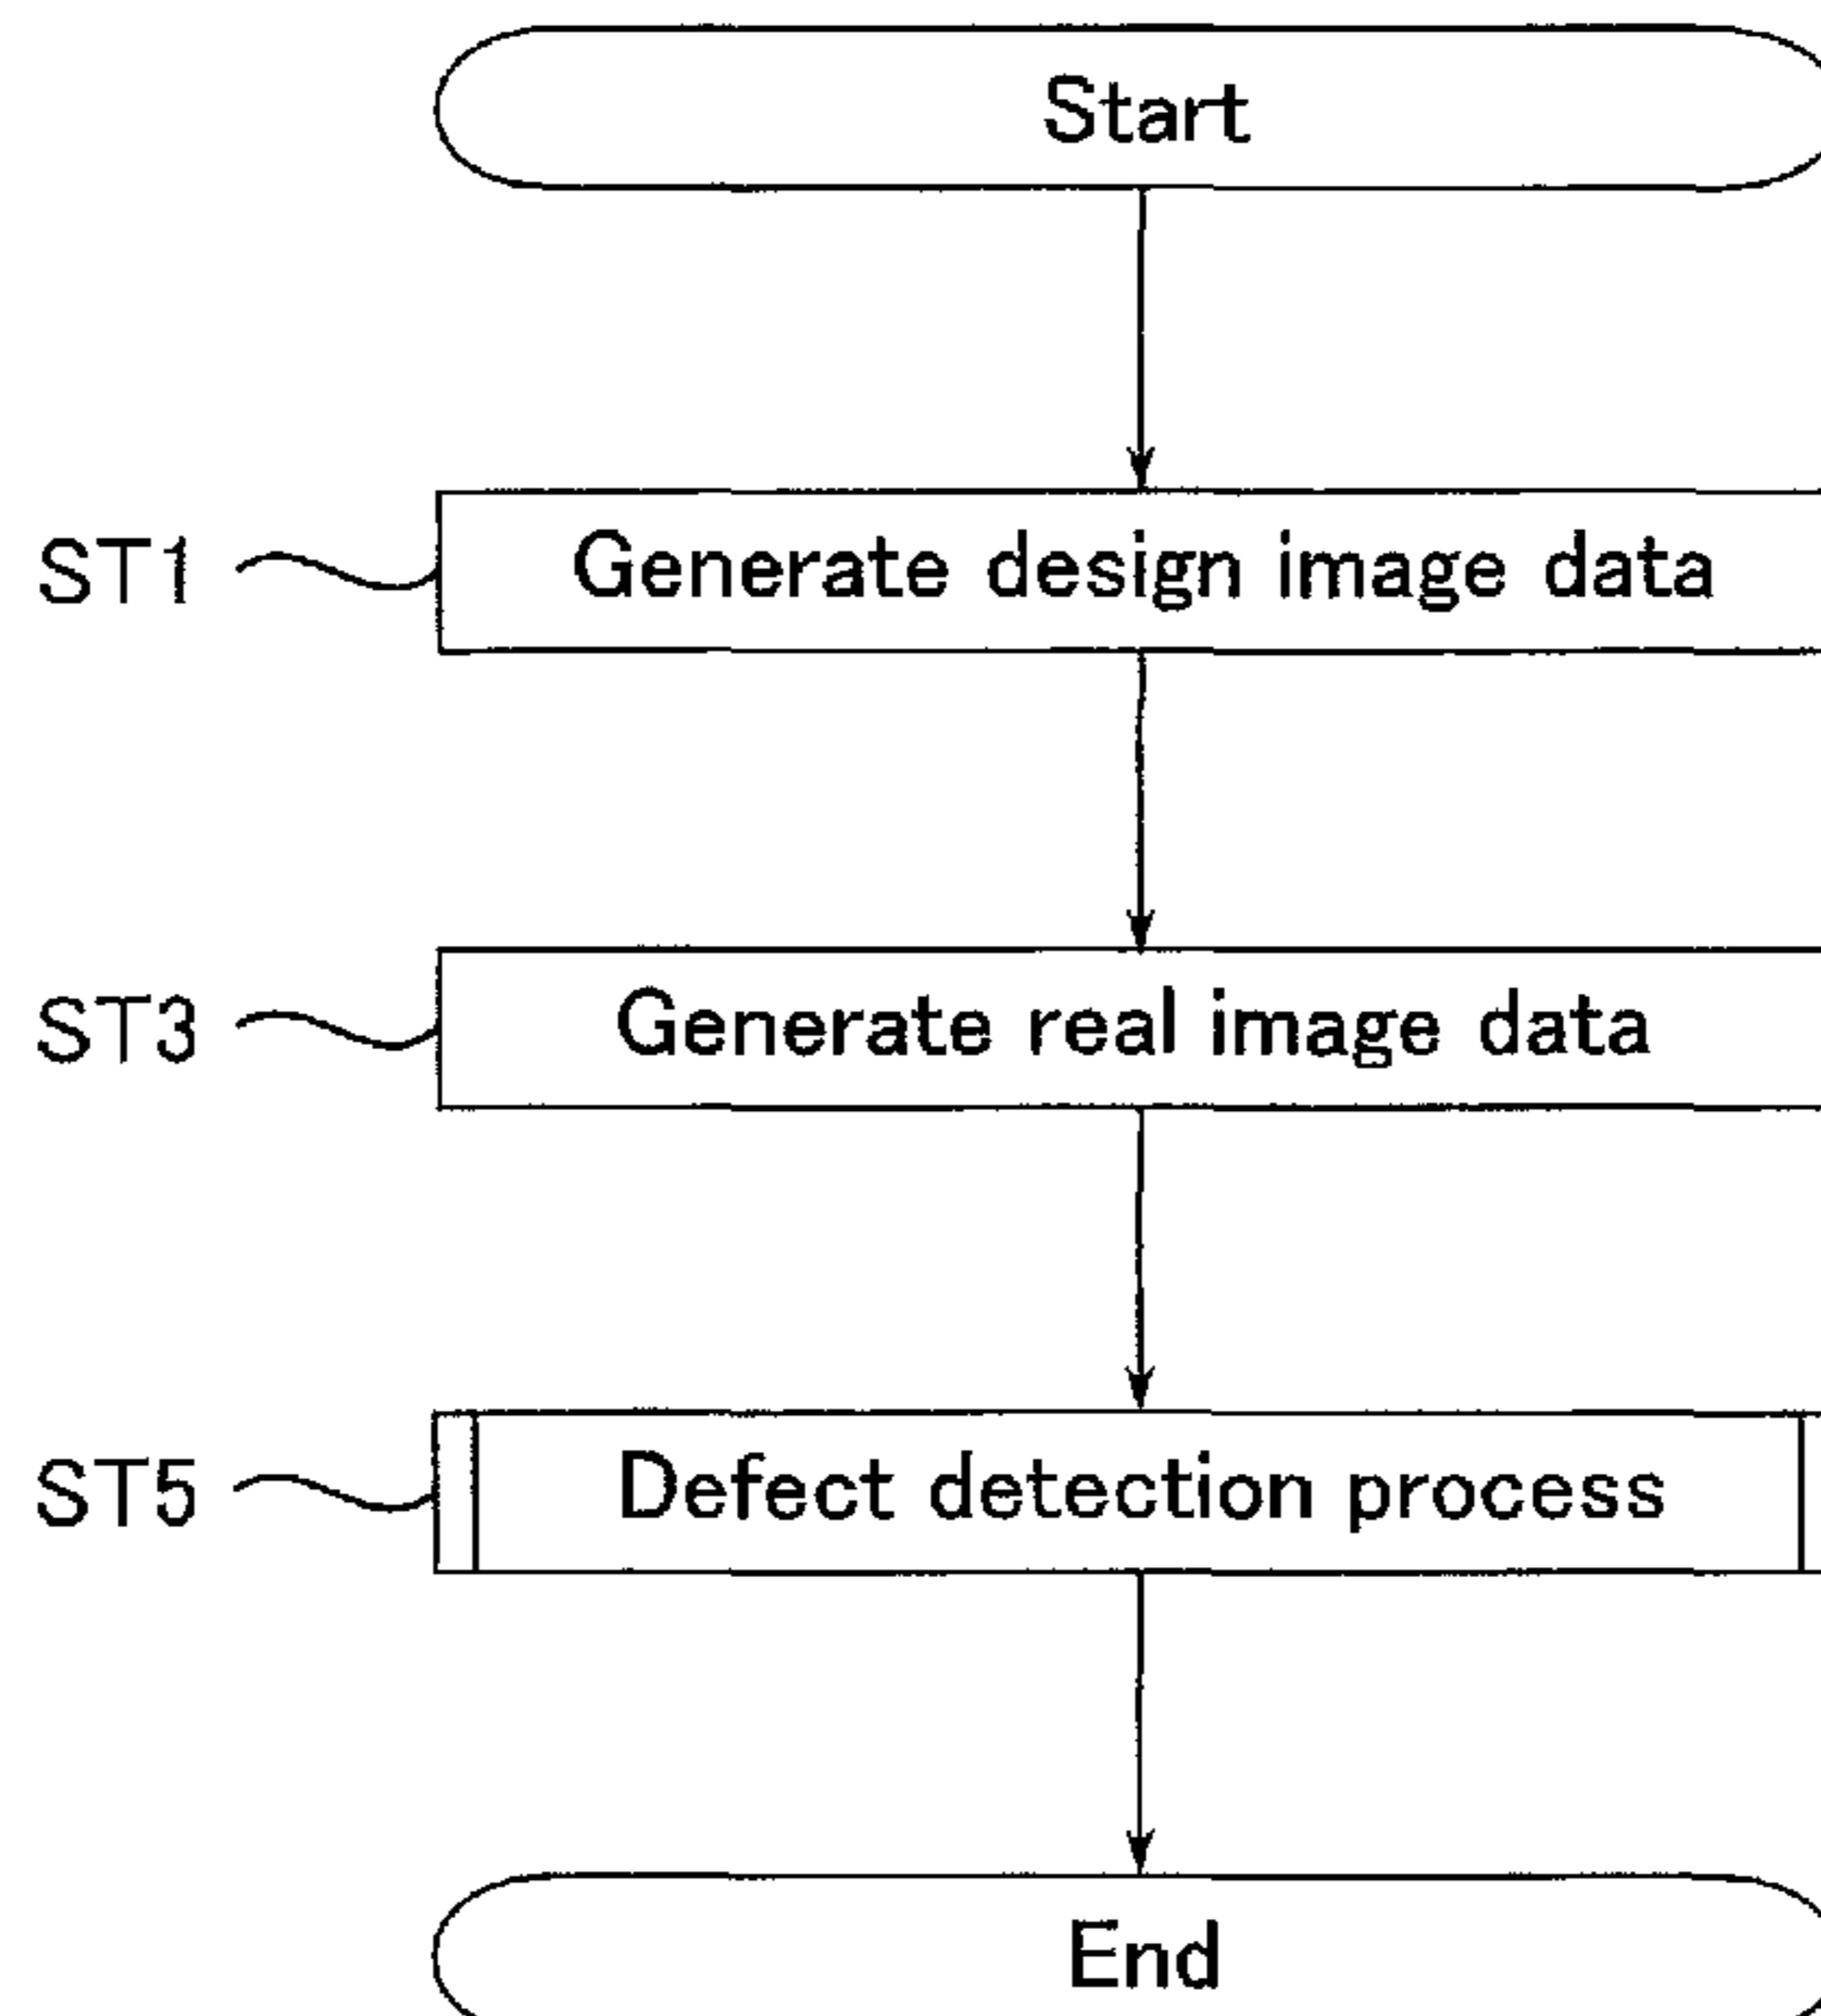 Start
ST1 Generate design image data
ST3 Generate real image data
ST5 Defect detection process
End